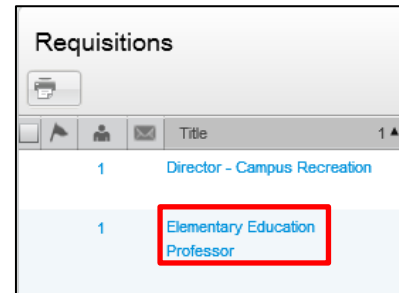 Requisitions
Title 1
1 Director - Campus Recreation
1 Elementary Education
Professor